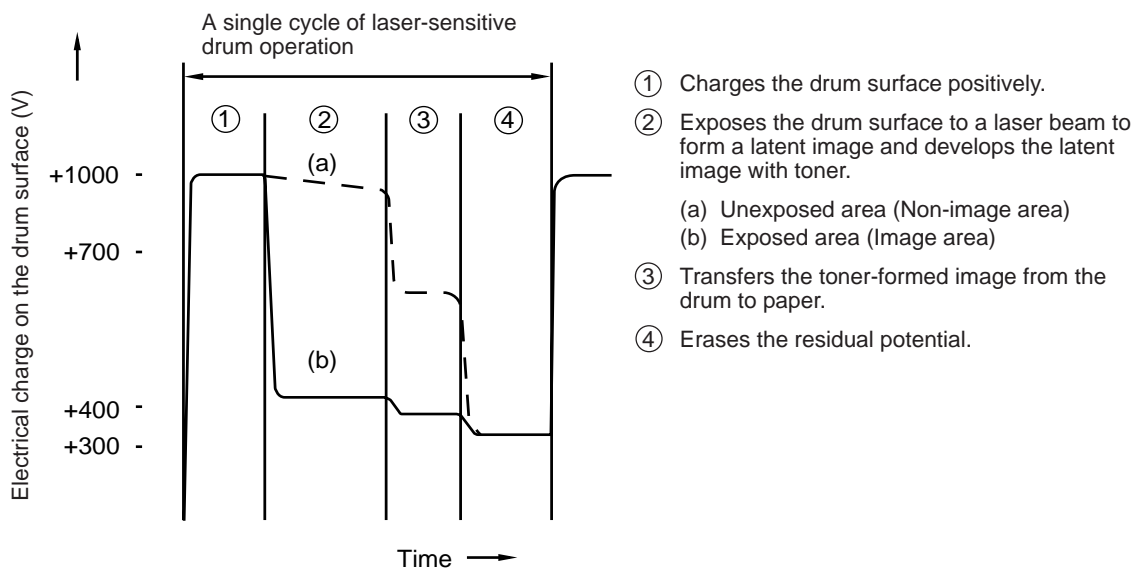 A single cycle of laser-sensitive
drum operation
Electrical charge on the drum surface (V)
① ② ③ ④
(a)
+1000 -
+700 -
(b)
+400 -
+300 -
Time
① Charges the drum surface positively.
② Exposes the drum surface to a laser beam to
form a latent image and develops the latent
image with toner.
(a) Unexposed area (Non-image area)
(b) Exposed area (Image area)
③ Transfers the toner-formed image from the
drum to paper.
④ Erases the residual potential.